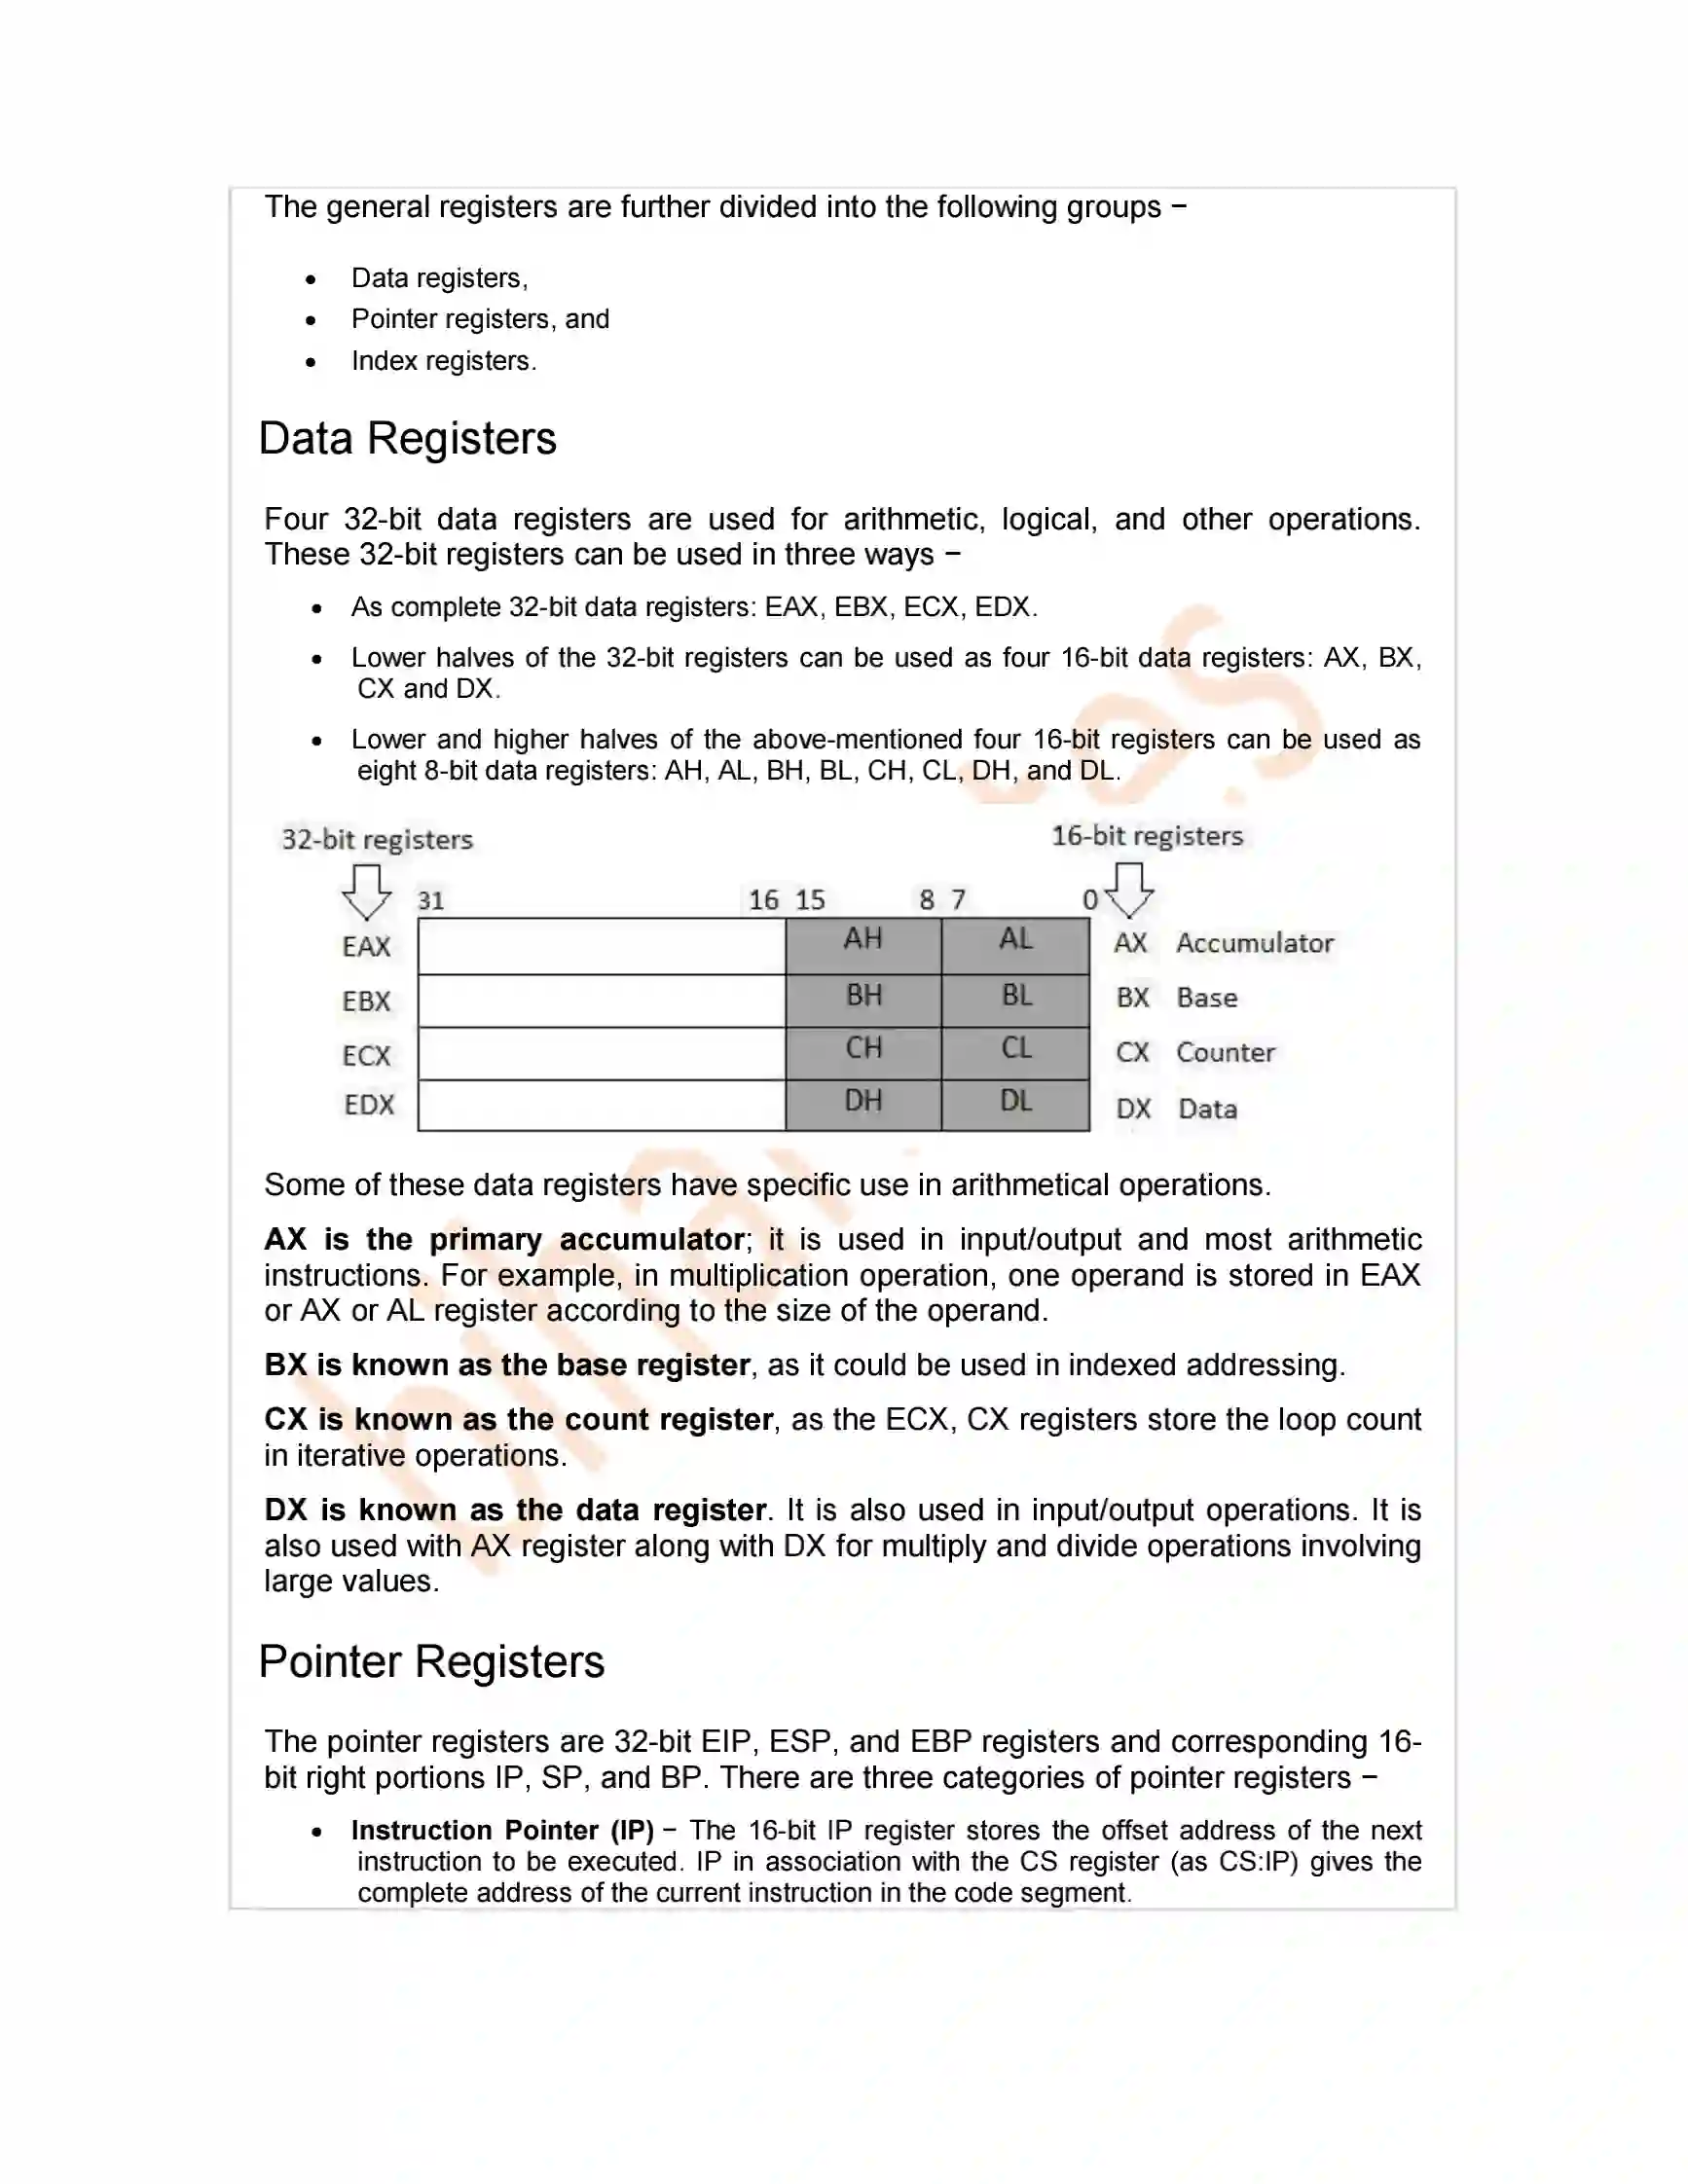 The general registers are further divided into the following groups −
• Data registers,
• Pointer registers, and
• Index registers.
Data Registers
Four 32-bit data registers are used for arithmetic, logical, and other operations.
These 32-bit registers can be used in three ways −
• As complete 32-bit data registers: EAX, EBX, ECX, EDX.
• Lower halves of the 32-bit registers can be used as four 16-bit data registers: AX, BX,
CX and DX.
• Lower and higher halves of the above-mentioned four 16-bit registers can be used as
eight 8-bit data registers: AH, AL, BH, BL, CH, CL, DH, and DL.
32-bit registers 16-bit registers
31 16 15 8 7 0
EAX AH AL AX Accumulator
EBX BH BL BX Base
ECX CH CL CX Counter
EDX DH DL DX Data
Some of these data registers have specific use in arithmetical operations.
AX is the primary accumulator; it is used in input/output and most arithmetic
instructions. For example, in multiplication operation, one operand is stored in EAX
or AX or AL register according to the size of the operand.
BX is known as the base register, as it could be used in indexed addressing.
CX is known as the count register, as the ECX, CX registers store the loop count
in iterative operations.
DX is known as the data register. It is also used in input/output operations. It is
also used with AX register along with DX for multiply and divide operations involving
large values.
Pointer Registers
The pointer registers are 32-bit EIP, ESP, and EBP registers and corresponding 16-
bit right portions IP, SP, and BP. There are three categories of pointer registers −
• Instruction Pointer (IP) − The 16-bit IP register stores the offset address of the next
instruction to be executed. IP in association with the CS register (as CS:IP) gives the
complete address of the current instruction in the code segment.